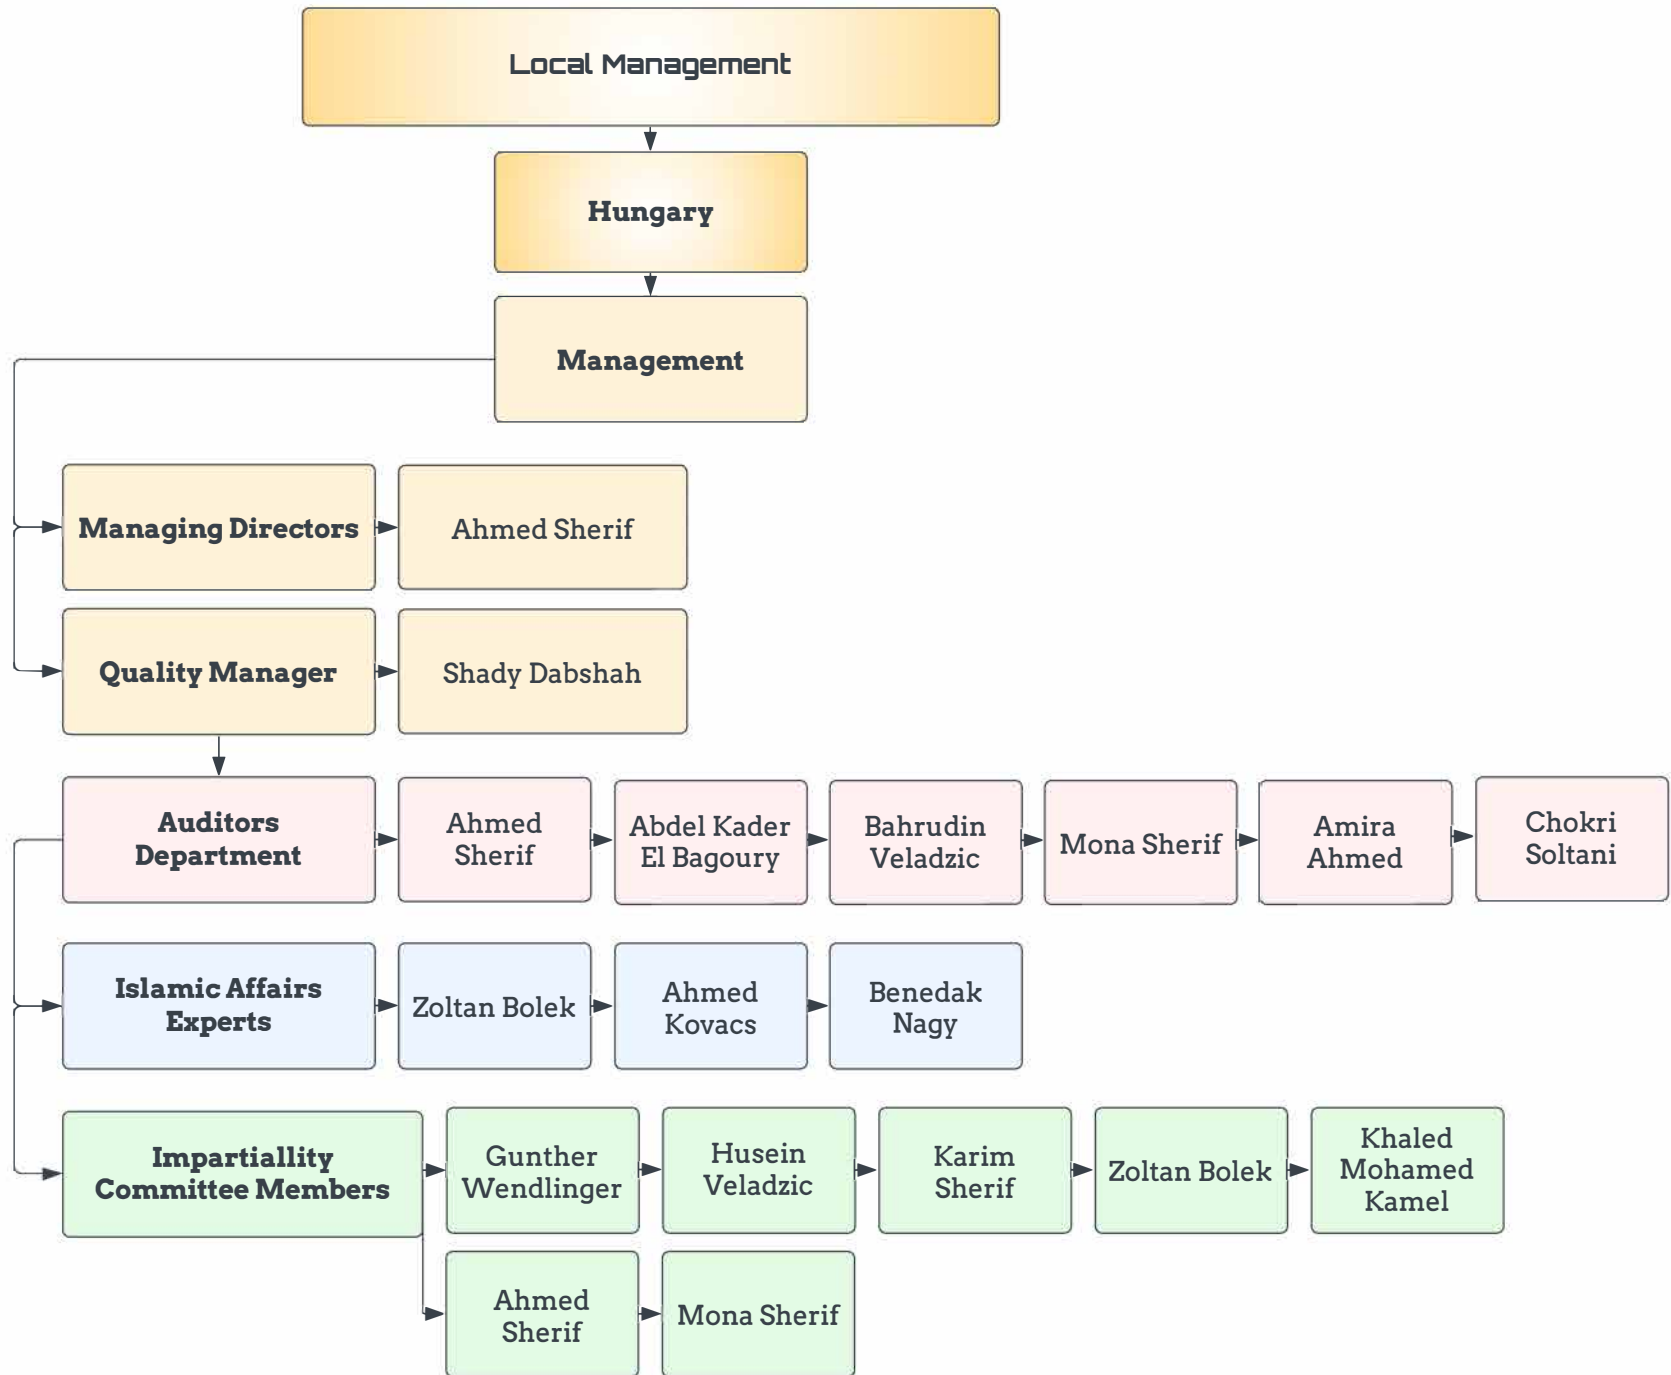 Local Management
Hungary
Management
Managing Directors
Ahmed Sherif
Quality Manager
Shady Dabshah
Auditors
Department
Ahmed
Sherif
Abdel Kader
El Bagoury
Bahrudin
Veladzic
Mona Sherif
Amira
Ahmed
Chokri
Soltani
Islamic Affairs
Experts
Zoltan Bolek
Ahmed
Kovacs
Benedak
Nagy
Impartiallity
Committee Members
Gunther
Wendlinger
Husein
Veladzic
Karim
Sherif
Zoltan Bolek
Khaled
Mohamed
Kamel
Ahmed
Sherif
Mona Sherif